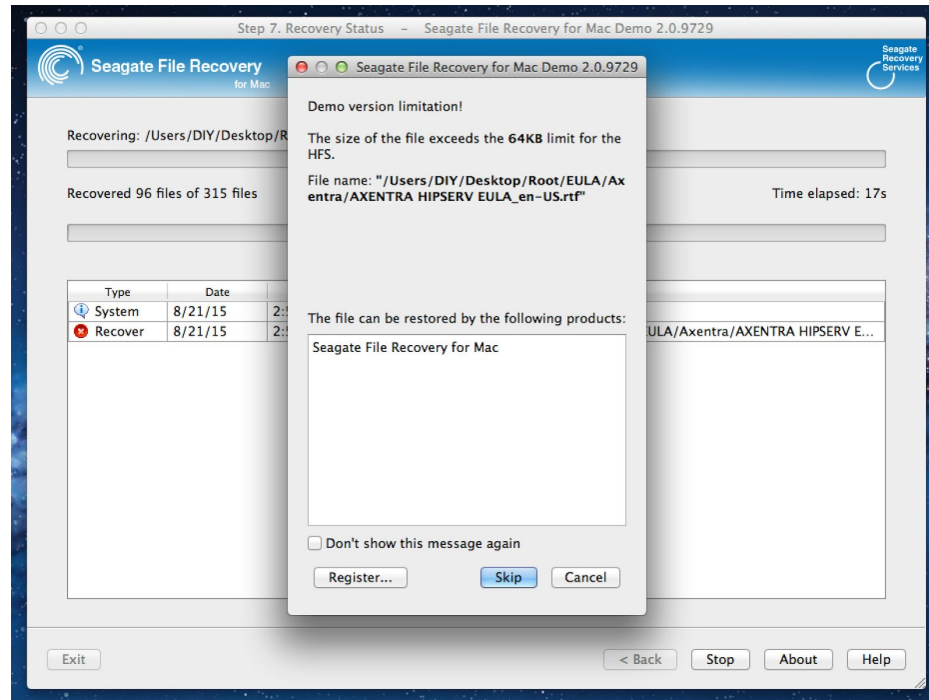 Step 7. Recovery Status – Seagate File Recovery for Mac Demo 2.0.9729
Seagate File Recovery
for Mac
Seagate
Recovery
Services
Seagate File Recovery for Mac Demo 2.0.9729
Demo version limitation!
The size of the file exceeds the 64KB limit for the
HFS.
File name: "/Users/DIY/Desktop/Root/EULA/Ax
entra/AXENTRA HIPSERV EULA_en-US.rtf"
The file can be restored by the following products:
Seagate File Recovery for Mac
Don't show this message again
Register...
Skip
Cancel
Recovering: /Users/DIY/Desktop/R
Recovered 96 files of 315 files
Time elapsed: 17s
Type
Date
System
8/21/15
Recover
8/21/15
ULA/Axentra/AXENTRA HIPSERV E...
Exit
< Back
Stop
About
Help